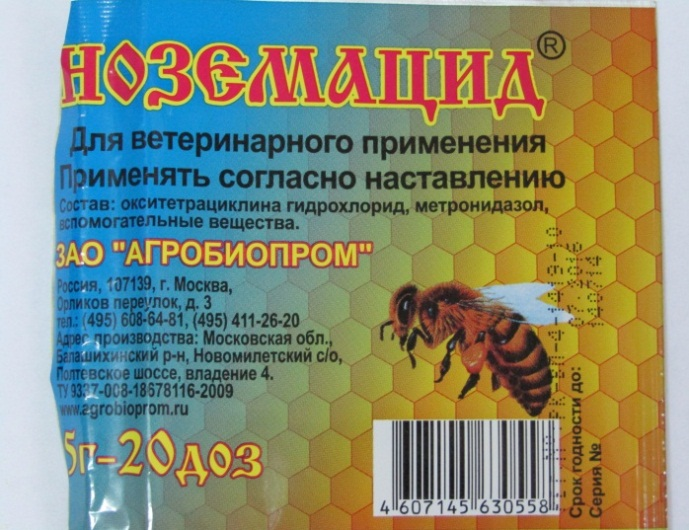 НОЗЕМАЦИД®
Для ветеринарного применения
Применять согласно наставлению
Состав: окситетрациклина гидрохлорид, метронидазол,
вспомогательные вещества.
ЗАО "АГРОБИОПРОМ"
Россия, 107139, г. Москва,
Орликов переулок, д. 3
тел.: (495) 608-64-81, (495) 411-26-20
Адрес производства: Московская обл.,
Балашихинский р-н, Новомилетский с/о,
Полтевское шоссе, владение 4.
ТУ 9337-008-18678116-2009
www.agrobioprom.ru
5г-20доз
4 607145 630558
Срок годности до:
Серия №
07.2016
140714